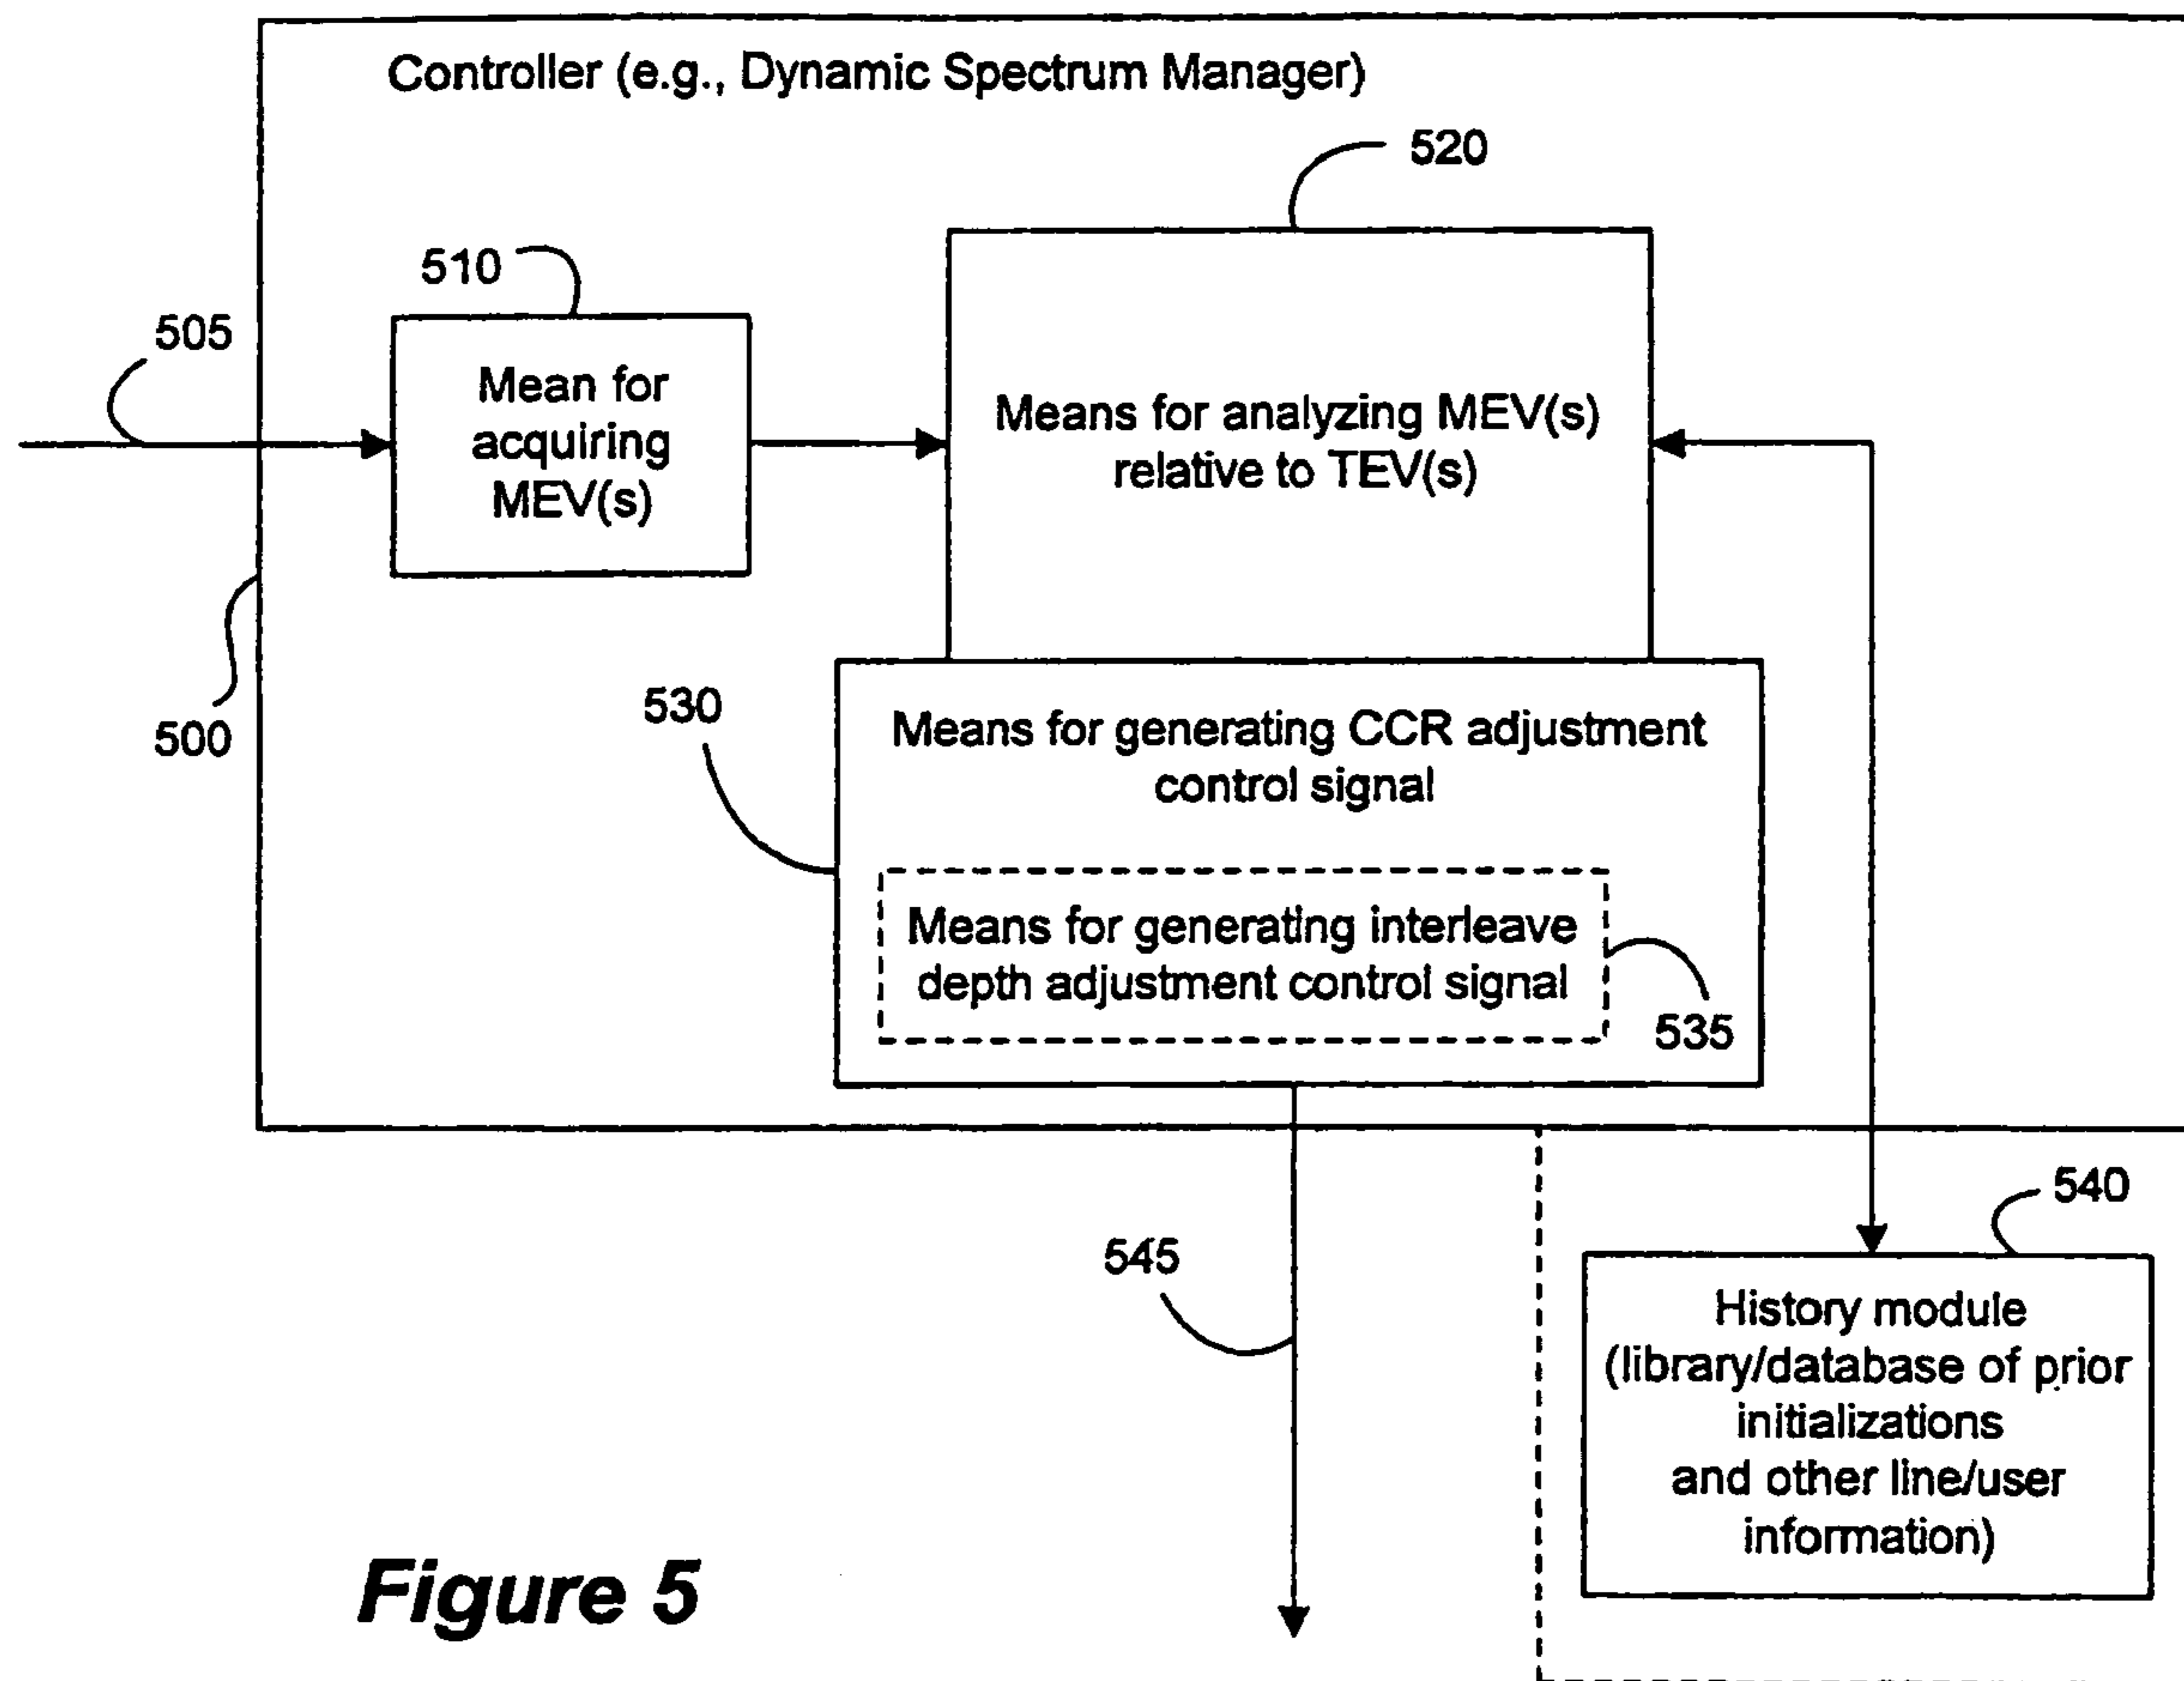 Controller (e.g., Dynamic Spectrum Manager)
520
510
505
Mean for
acquiring
MEV(s)
Means for analyzing MEV(s)
relative to TEV(s)
500
530
Means for generating CCR adjustment
control signal
Means for generating interleave
depth adjustment control signal
535
540
545
History module
(library/database of prior
initializations
and other line/user
information)
Figure 5